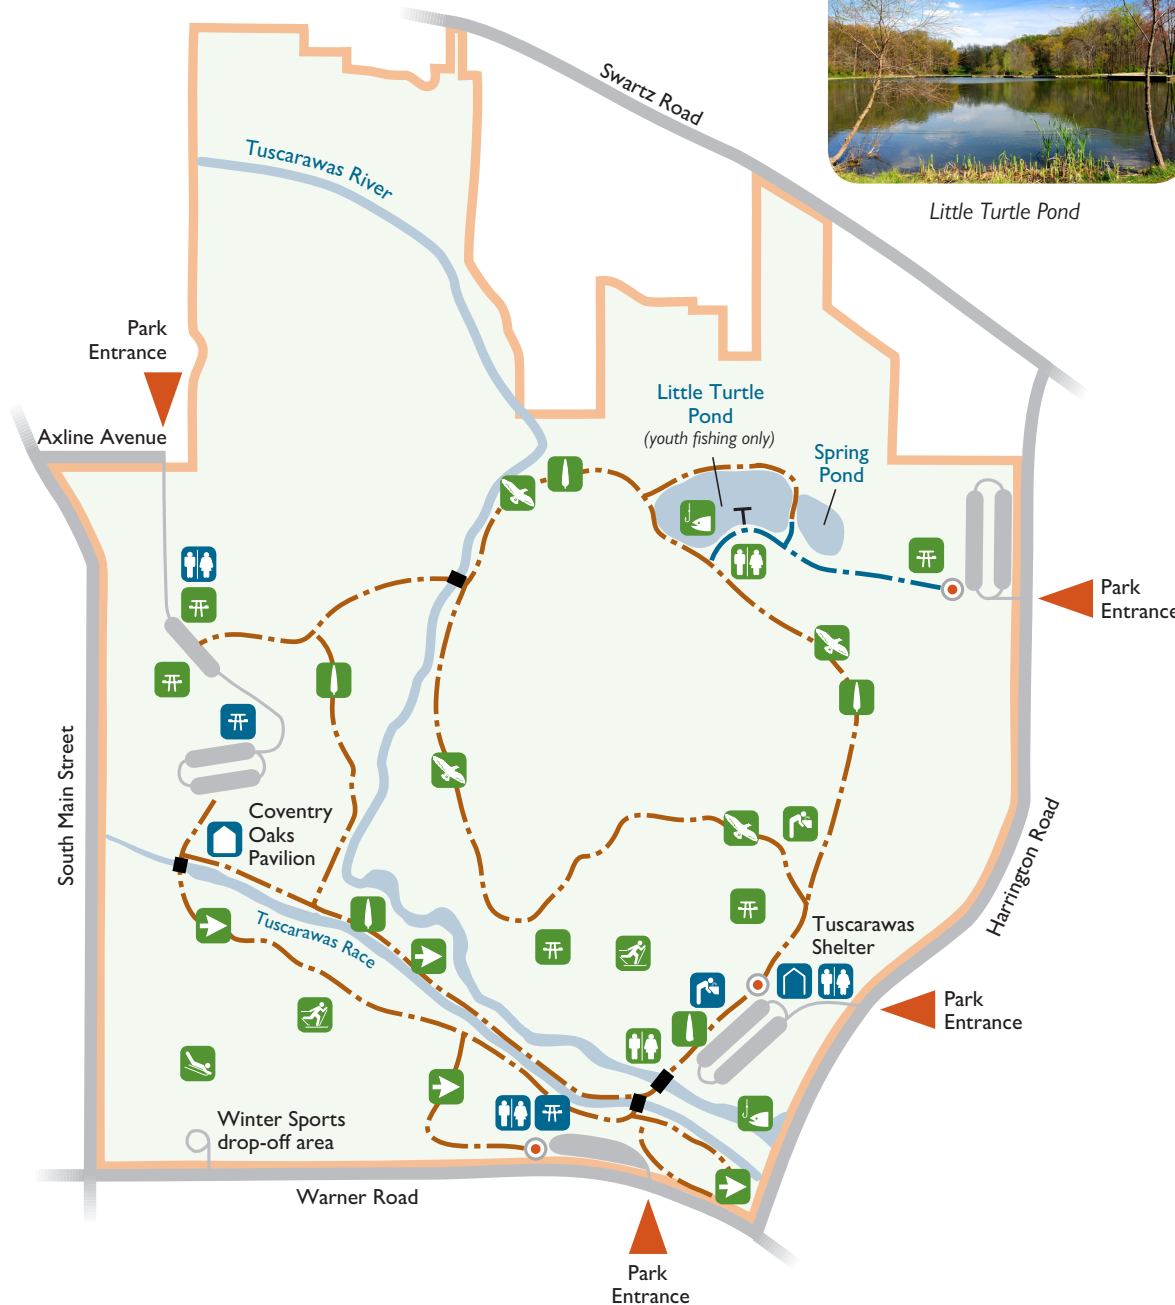 Swartz Road
Little Turtle Pond
Tuscarawas River
Park
Entrance
Axline Avenue
Little Turtle
Pond
(youth fishing only)
Spring
Pond
Park
Entrance
South Main Street
Coventry
Oaks
Pavilion
Harrington Road
Tuscarawas Race
Tuscarawas
Shelter
Park
Entrance
Winter Sports
drop-off area
Warner Road
Park
Entrance